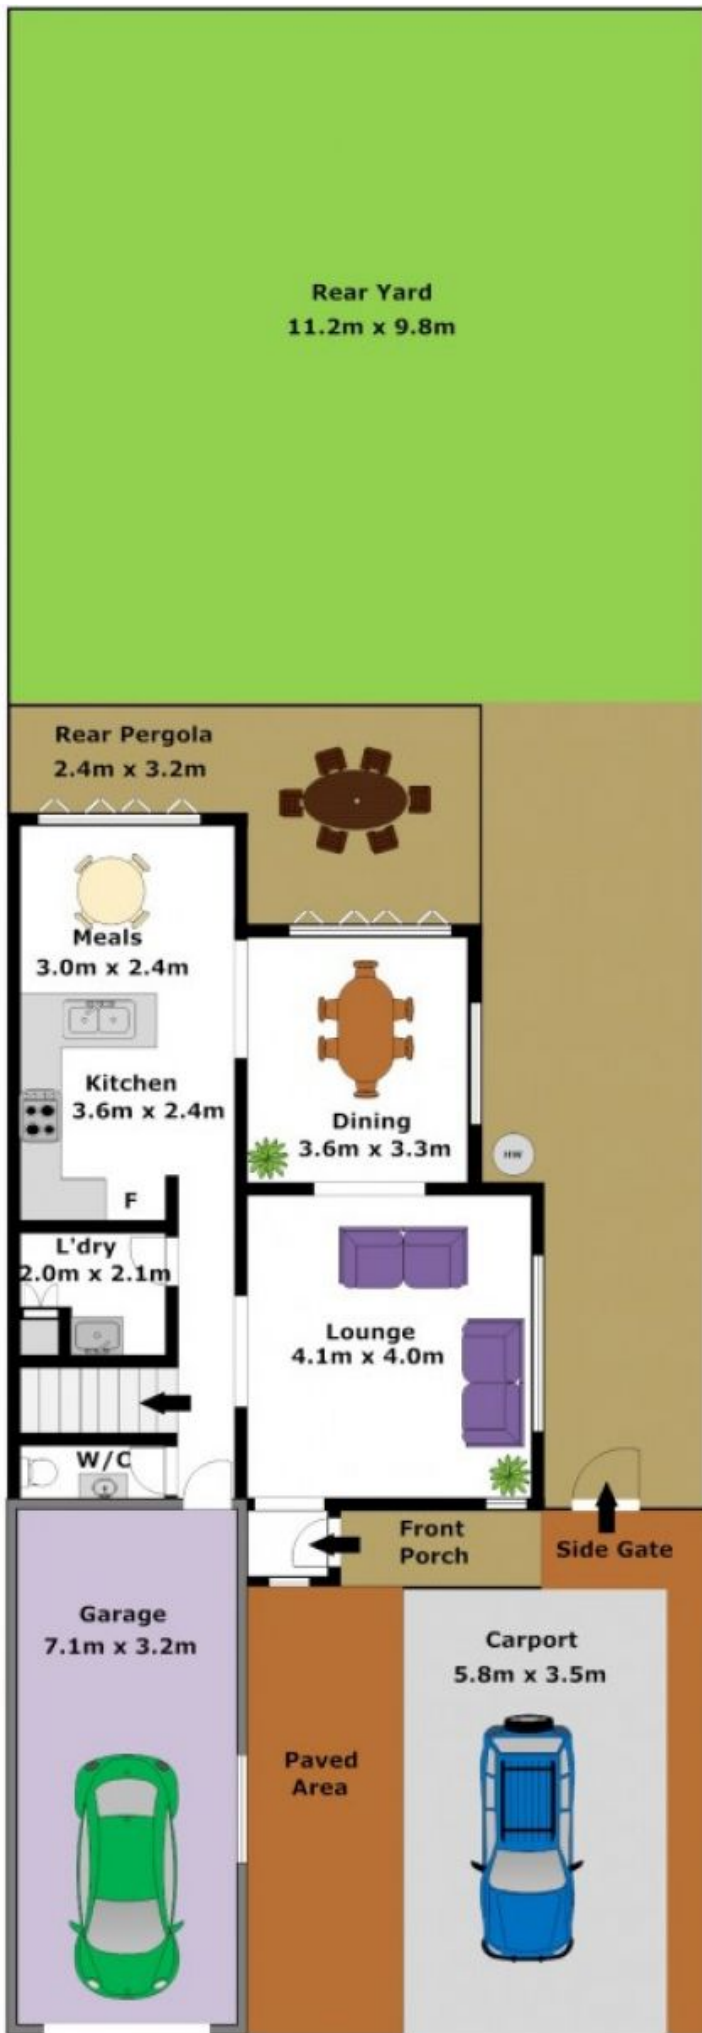 Rear Yard
11.2m x 9.8m
Rear Pergola
2.4m x 3.2m
Meals
3.0m x 2.4m
Kitchen
3.6m x 2.4m
Dining
3.6m x 3.3m
HW
F
L'dry
2.0m x 2.1m
Lounge
4.1m x 4.0m
W/C
Front
Porch
Side Gate
Garage
7.1m x 3.2m
Carport
5.8m x 3.5m
Paved
Area